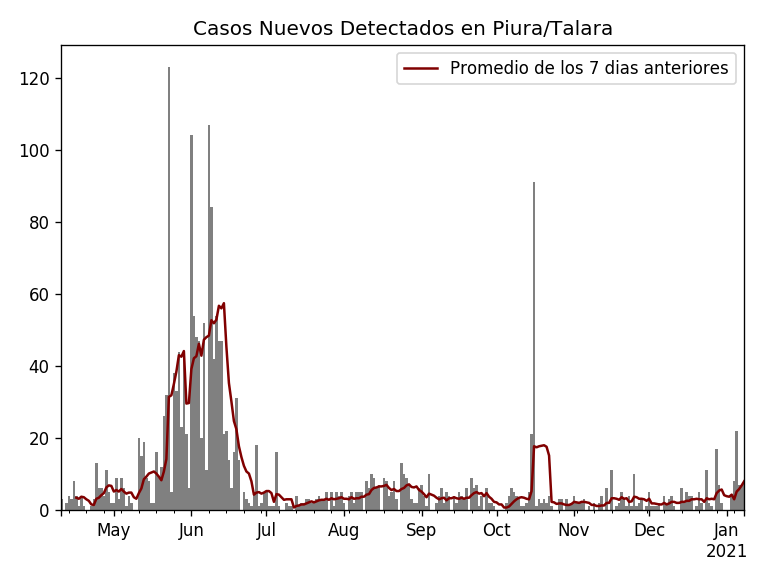 Casos Nuevos Detectados en Piura/Talara
Promedio de los 7 dias anteriores
120
100
80
60
40
20
0
May Jun Jul Aug Sep Oct Nov Dec Jan
2021